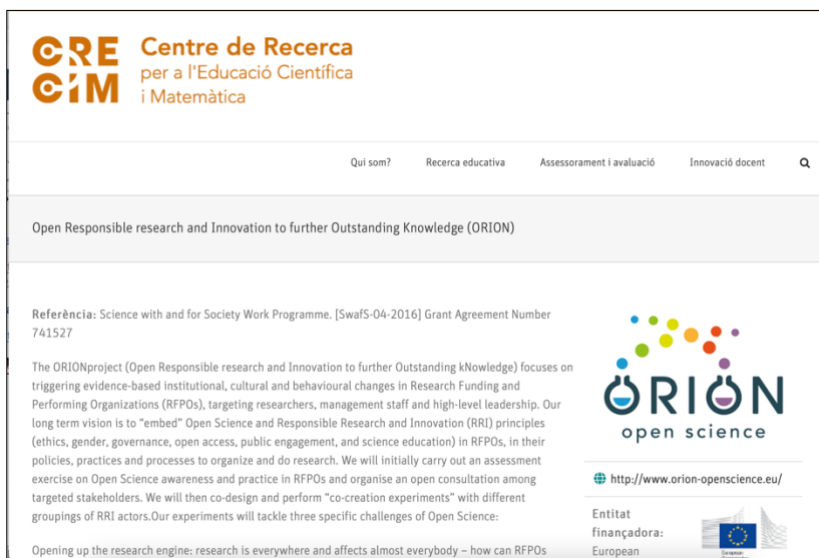 CRE
CIM
Centre de Recerca
per a l'Educació Científica
i Matemàtica
Qui som? Recerca educativa Assessorament i avaluació Innovació docent
Open Responsible research and Innovation to further Outstanding Knowledge (ORION)
Referència: Science with and for Society Work Programme. [SwafS-04-2016] Grant Agreement Number
741527
The ORIONproject (Open Responsible research and Innovation to further Outstanding kNowledge) focuses on
triggering evidence-based institutional, cultural and behavioural changes in Research Funding and
Performing Organizations (RFPOs), targeting researchers, management staff and high-level leadership. Our
long term vision is to “embed” Open Science and Responsible Research and Innovation (RRI) principles
(ethics, gender, governance, open access, public engagement, and science education) in RFPOs, in their
policies, practices and processes to organize and do research. We will initially carry out an assessment
exercise on Open Science awareness and practice in RFPOs and organise an open consultation among
targeted stakeholders. We will then co-design and perform “co-creation experiments” with different
groupings of RRI actors.Our experiments will tackle three specific challenges of Open Science:
Opening up the research engine: research is everywhere and affects almost everybody – how can RFPOs
ORION
open science
http://www.orion-openscience.eu/
Entitat
finançadora:
European